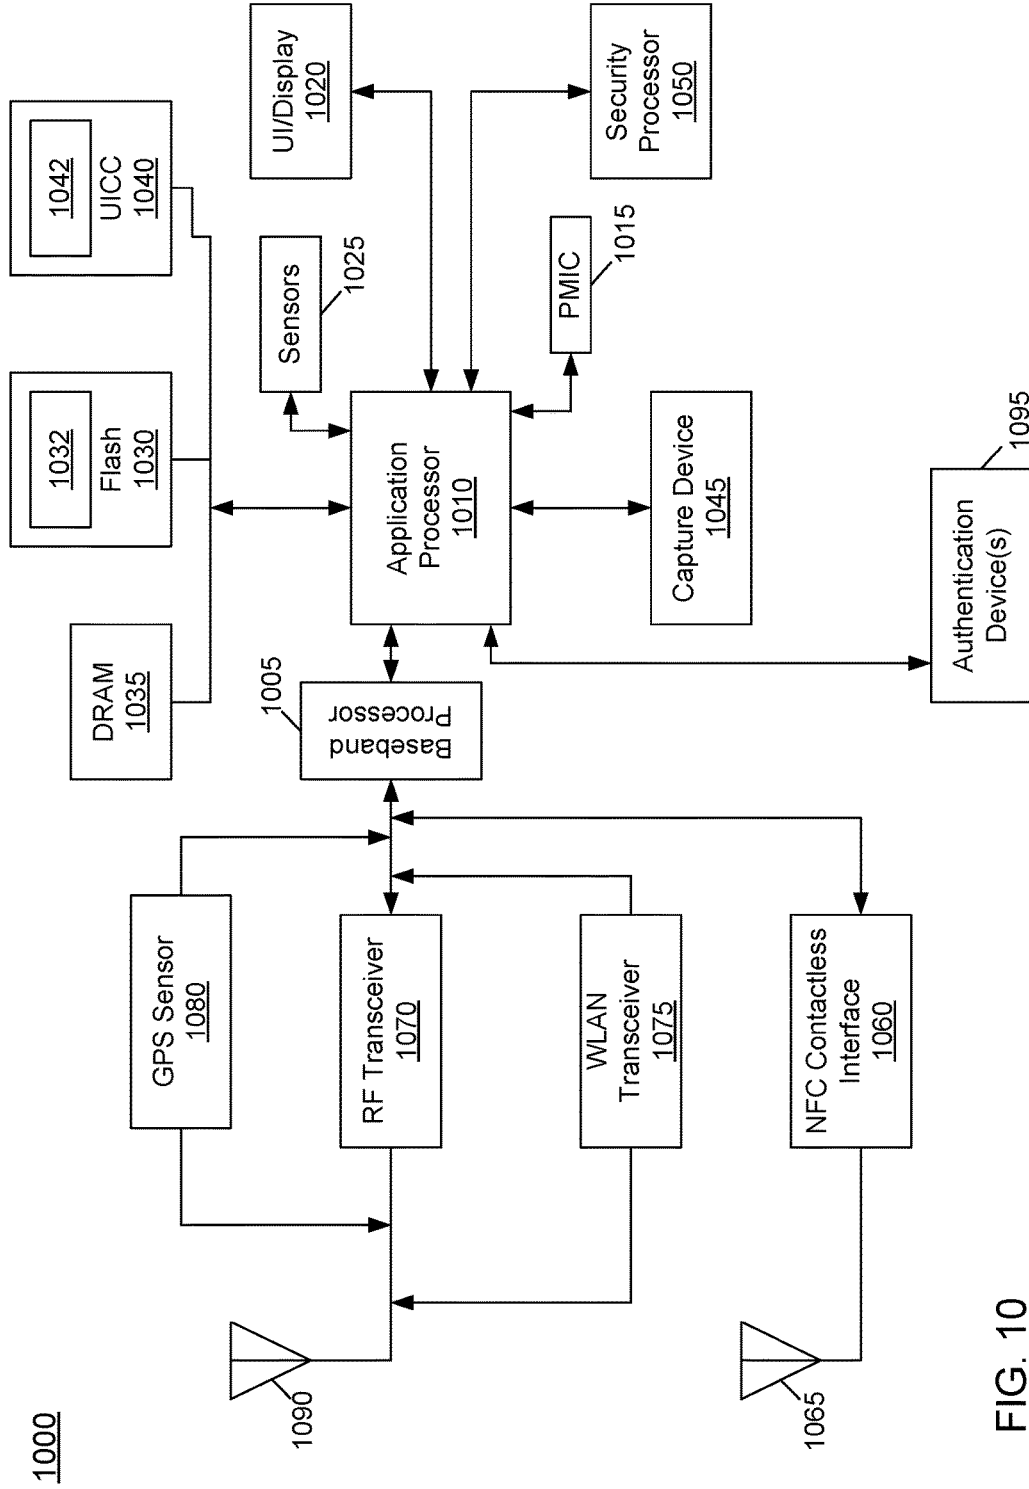 1000
1090
1065
GPS Sensor
1080
RF Transceiver
1070
WLAN
Transceiver
1075
NFC Contactless
Interface
1060
Baseband
Processor
1005
DRAM
1035
1032
Flash
1030
1042
UICC
1040
Sensors
1025
UI/Display
1020
Application
Processor
1010
PMIC
1015
Security
Processor
1050
Capture Device
1045
Authentication
Device(s)
1095
FIG. 10